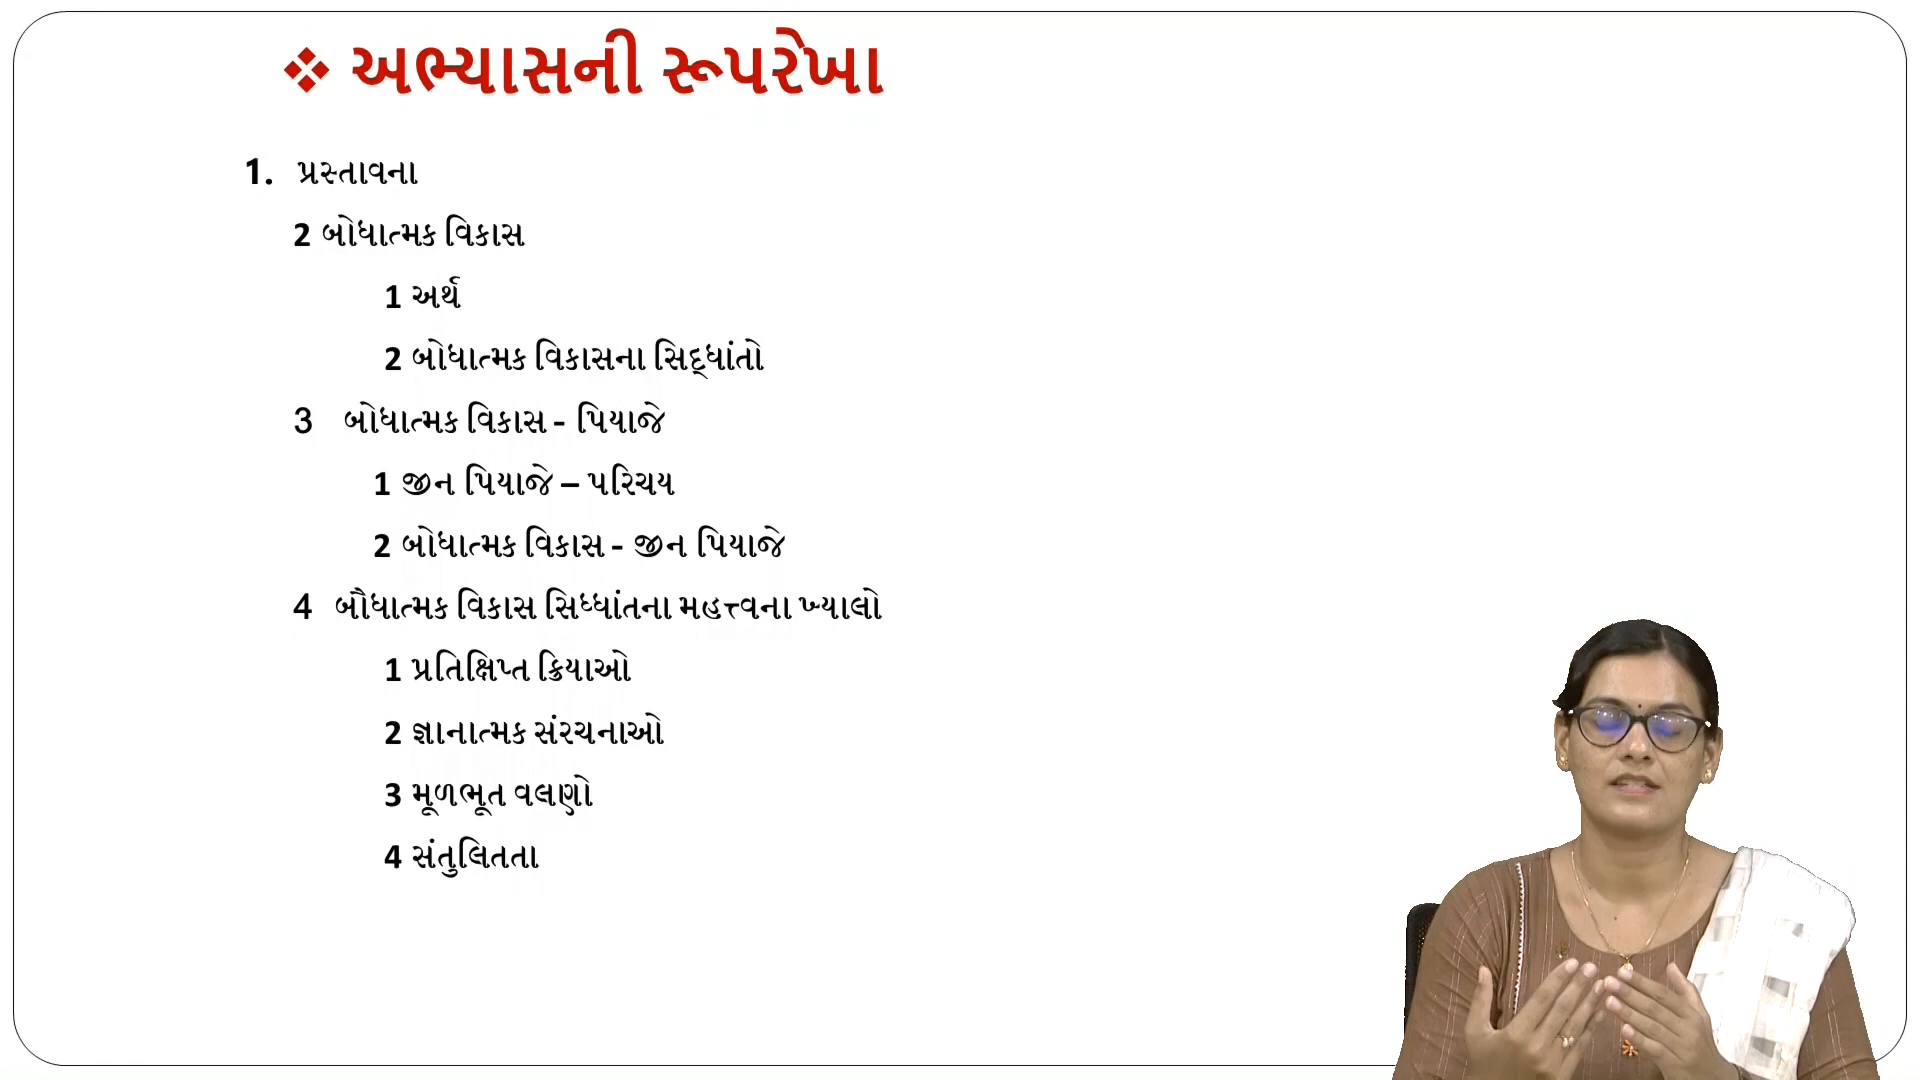 ❖ અભ્યાસની રૂપરેખા
1. પ્રસ્તાવના
2 બોધાત્મક વિકાસ
1 અર્થ
2 બોધાત્મક વિકાસના સિદ્ધાંતો
3 બોધાત્મક વિકાસ - પિયાજે
1 જીન પિયાજે – પરિચય
2 બોધાત્મક વિકાસ - જીન પિયાજે
4 બૌધાત્મક વિકાસ સિધ્ધાંતના મહત્ત્વના ખ્યાલો
1 પ્રતિક્ષિપ્ત ક્રિયાઓ
2 જ્ઞાનાત્મક સંરચનાઓ
3 મૂળભૂત વલણો
4 સંતુલિતતા